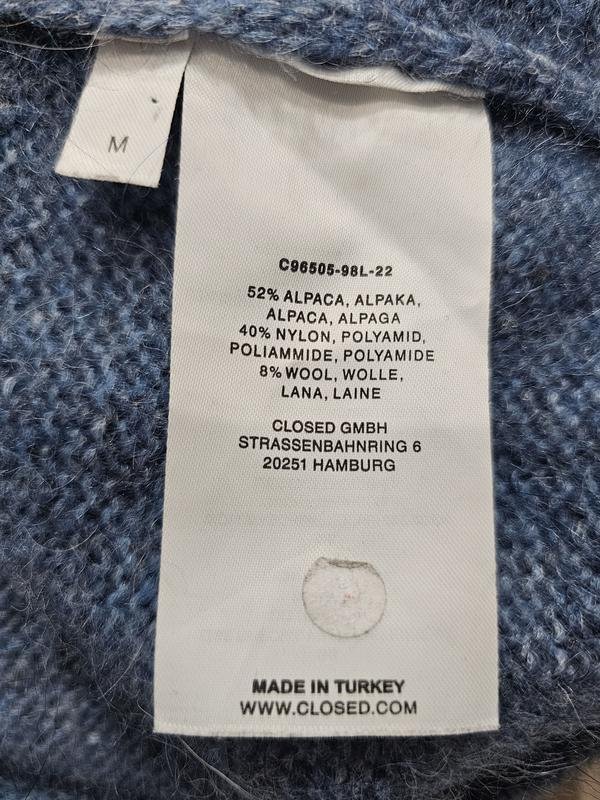 M
C96505-98L-22
52% ALPACA, ALPAKA,
ALPACA, ALPAGA
40% NYLON, POLYAMID,
POLIAMMIDE, POLYAMIDE
8% WOOL, WOLLE,
LANA, LAINE
CLOSED GMBH
STRASSENBAHNRING 6
20251 HAMBURG
MADE IN TURKEY
WWW.CLOSED.COM